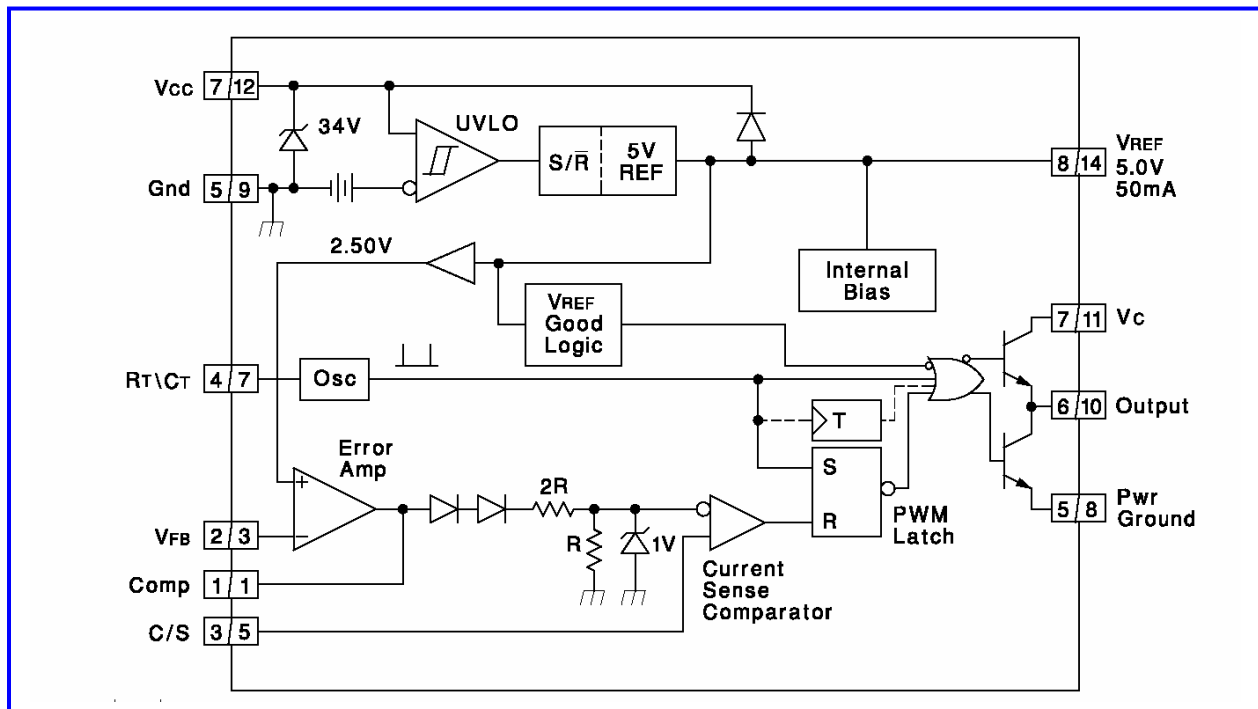 Vcc 7/12
34V
UVLO
S/R̅
5V
REF
8/14
VREF
5.0V
50mA
Gnd 5/9
2.50V
Internal
Bias
VREF
Good
Logic
7/11 Vc
RT\CT 4/7
Osc
6/10 Output
T
Error
Amp
2R
S
R
PWM
Latch
5/8
Pwr
Ground
VFB 2/3
+
−
R
1V
Comp 1/1
Current
Sense
Comparator
C/S 3/5